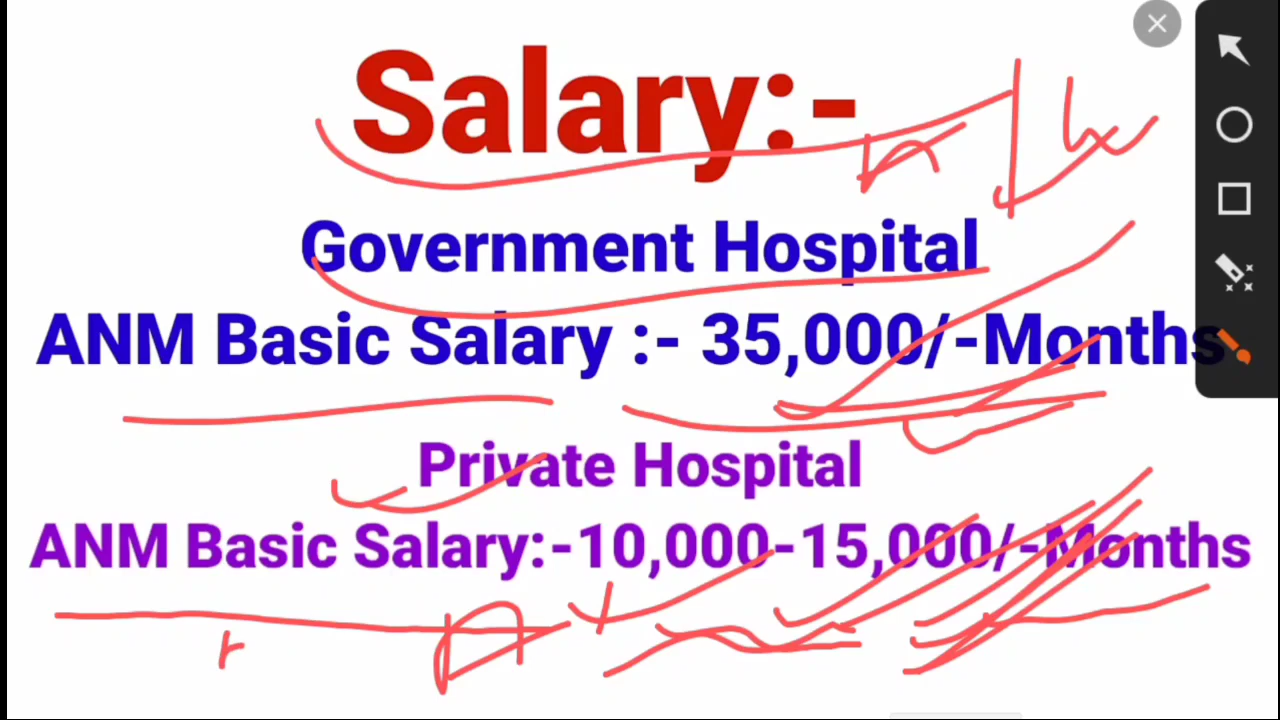 Salary:-
Government Hospital
ANM Basic Salary :- 35,000/-Months
Private Hospital
ANM Basic Salary:-10,000-15,000/-Months